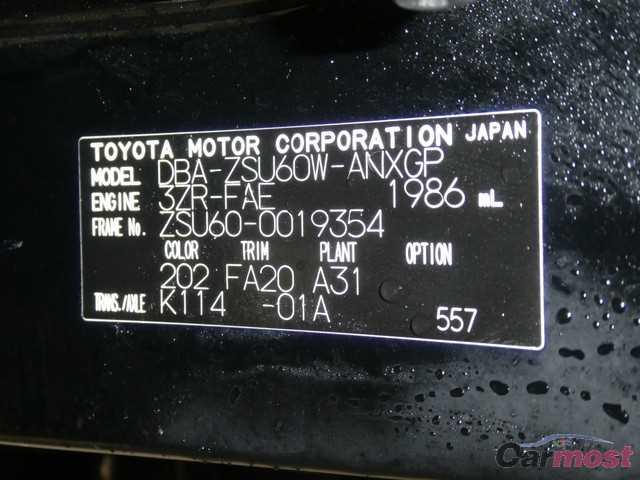 TOYOTA MOTOR CORPORATION JAPAN
MODEL DBA-ZSU60W-ANXGP
ENGINE 3ZR-FAE 1986 mL
FRAME No. ZSU60-0019354
COLOR TRIM PLANT OPTION
202 FA20 A31
TRANS./AXLE K114 -01A
557
Carmost